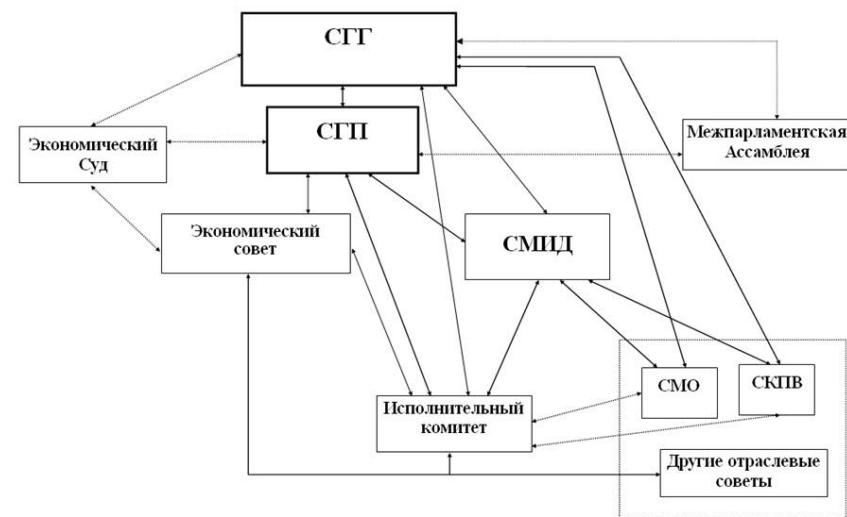 СГГ
СГП
Экономический
Суд
Межпарламентская
Ассамблея
Экономический
совет
СМИД
СМО
СКПВ
Исполнительный
комитет
Другие отраслевые
советы